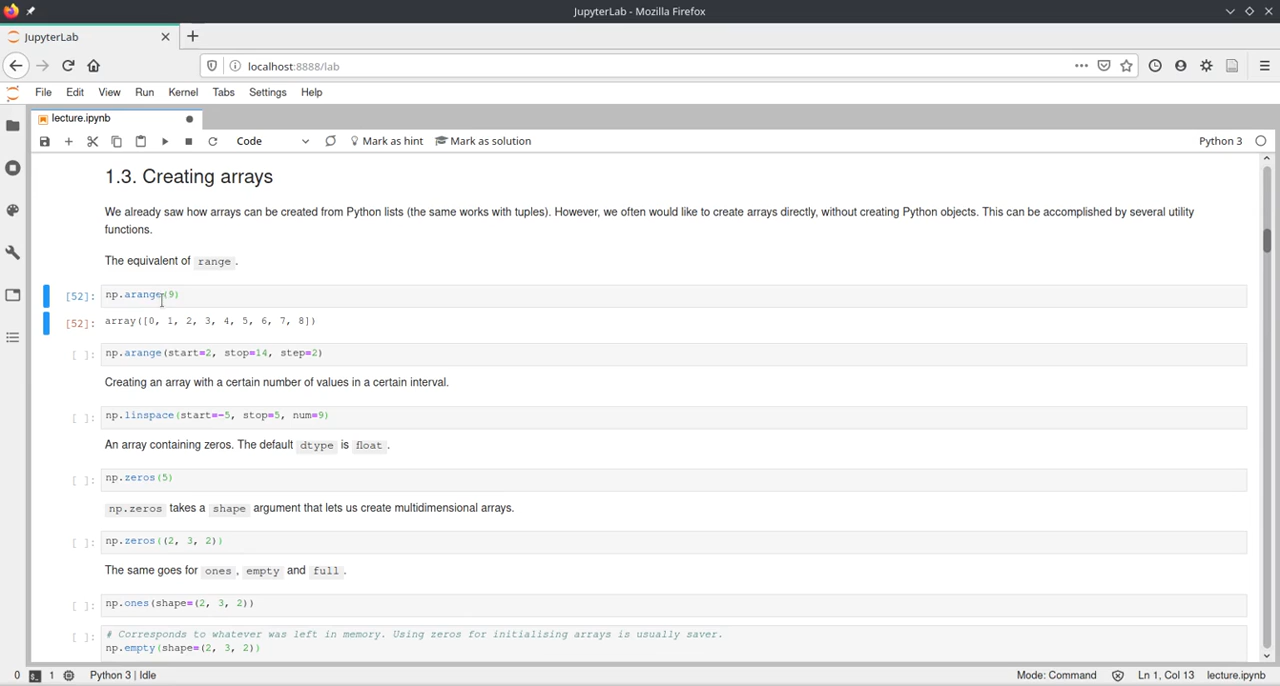 JupyterLab - Mozilla Firefox
JupyterLab
localhost:8888/lab
File Edit View Run Kernel Tabs Settings Help
lecture.ipynb
Code Mark as hint Mark as solution Python 3
1.3. Creating arrays
We already saw how arrays can be created from Python lists (the same works with tuples). However, we often would like to create arrays directly, without creating Python objects. This can be accomplished by several utility
functions.
The equivalent of range.
[52]: np.arange(9)
[52]: array([0, 1, 2, 3, 4, 5, 6, 7, 8])
[ ]: np.arange(start=2, stop=14, step=2)
Creating an array with a certain number of values in a certain interval.
[ ]: np.linspace(start=-5, stop=5, num=9)
An array containing zeros. The default dtype is float.
[ ]: np.zeros(5)
np.zeros takes a shape argument that lets us create multidimensional arrays.
[ ]: np.zeros((2, 3, 2))
The same goes for ones, empty and full.
[ ]: np.ones(shape=(2, 3, 2))
[ ]: # Corresponds to whatever was left in memory. Using zeros for initialising arrays is usually saver.
np.empty(shape=(2, 3, 2))
0 1 Python 3 | Idle Mode: Command Ln 1, Col 13 lecture.ipynb